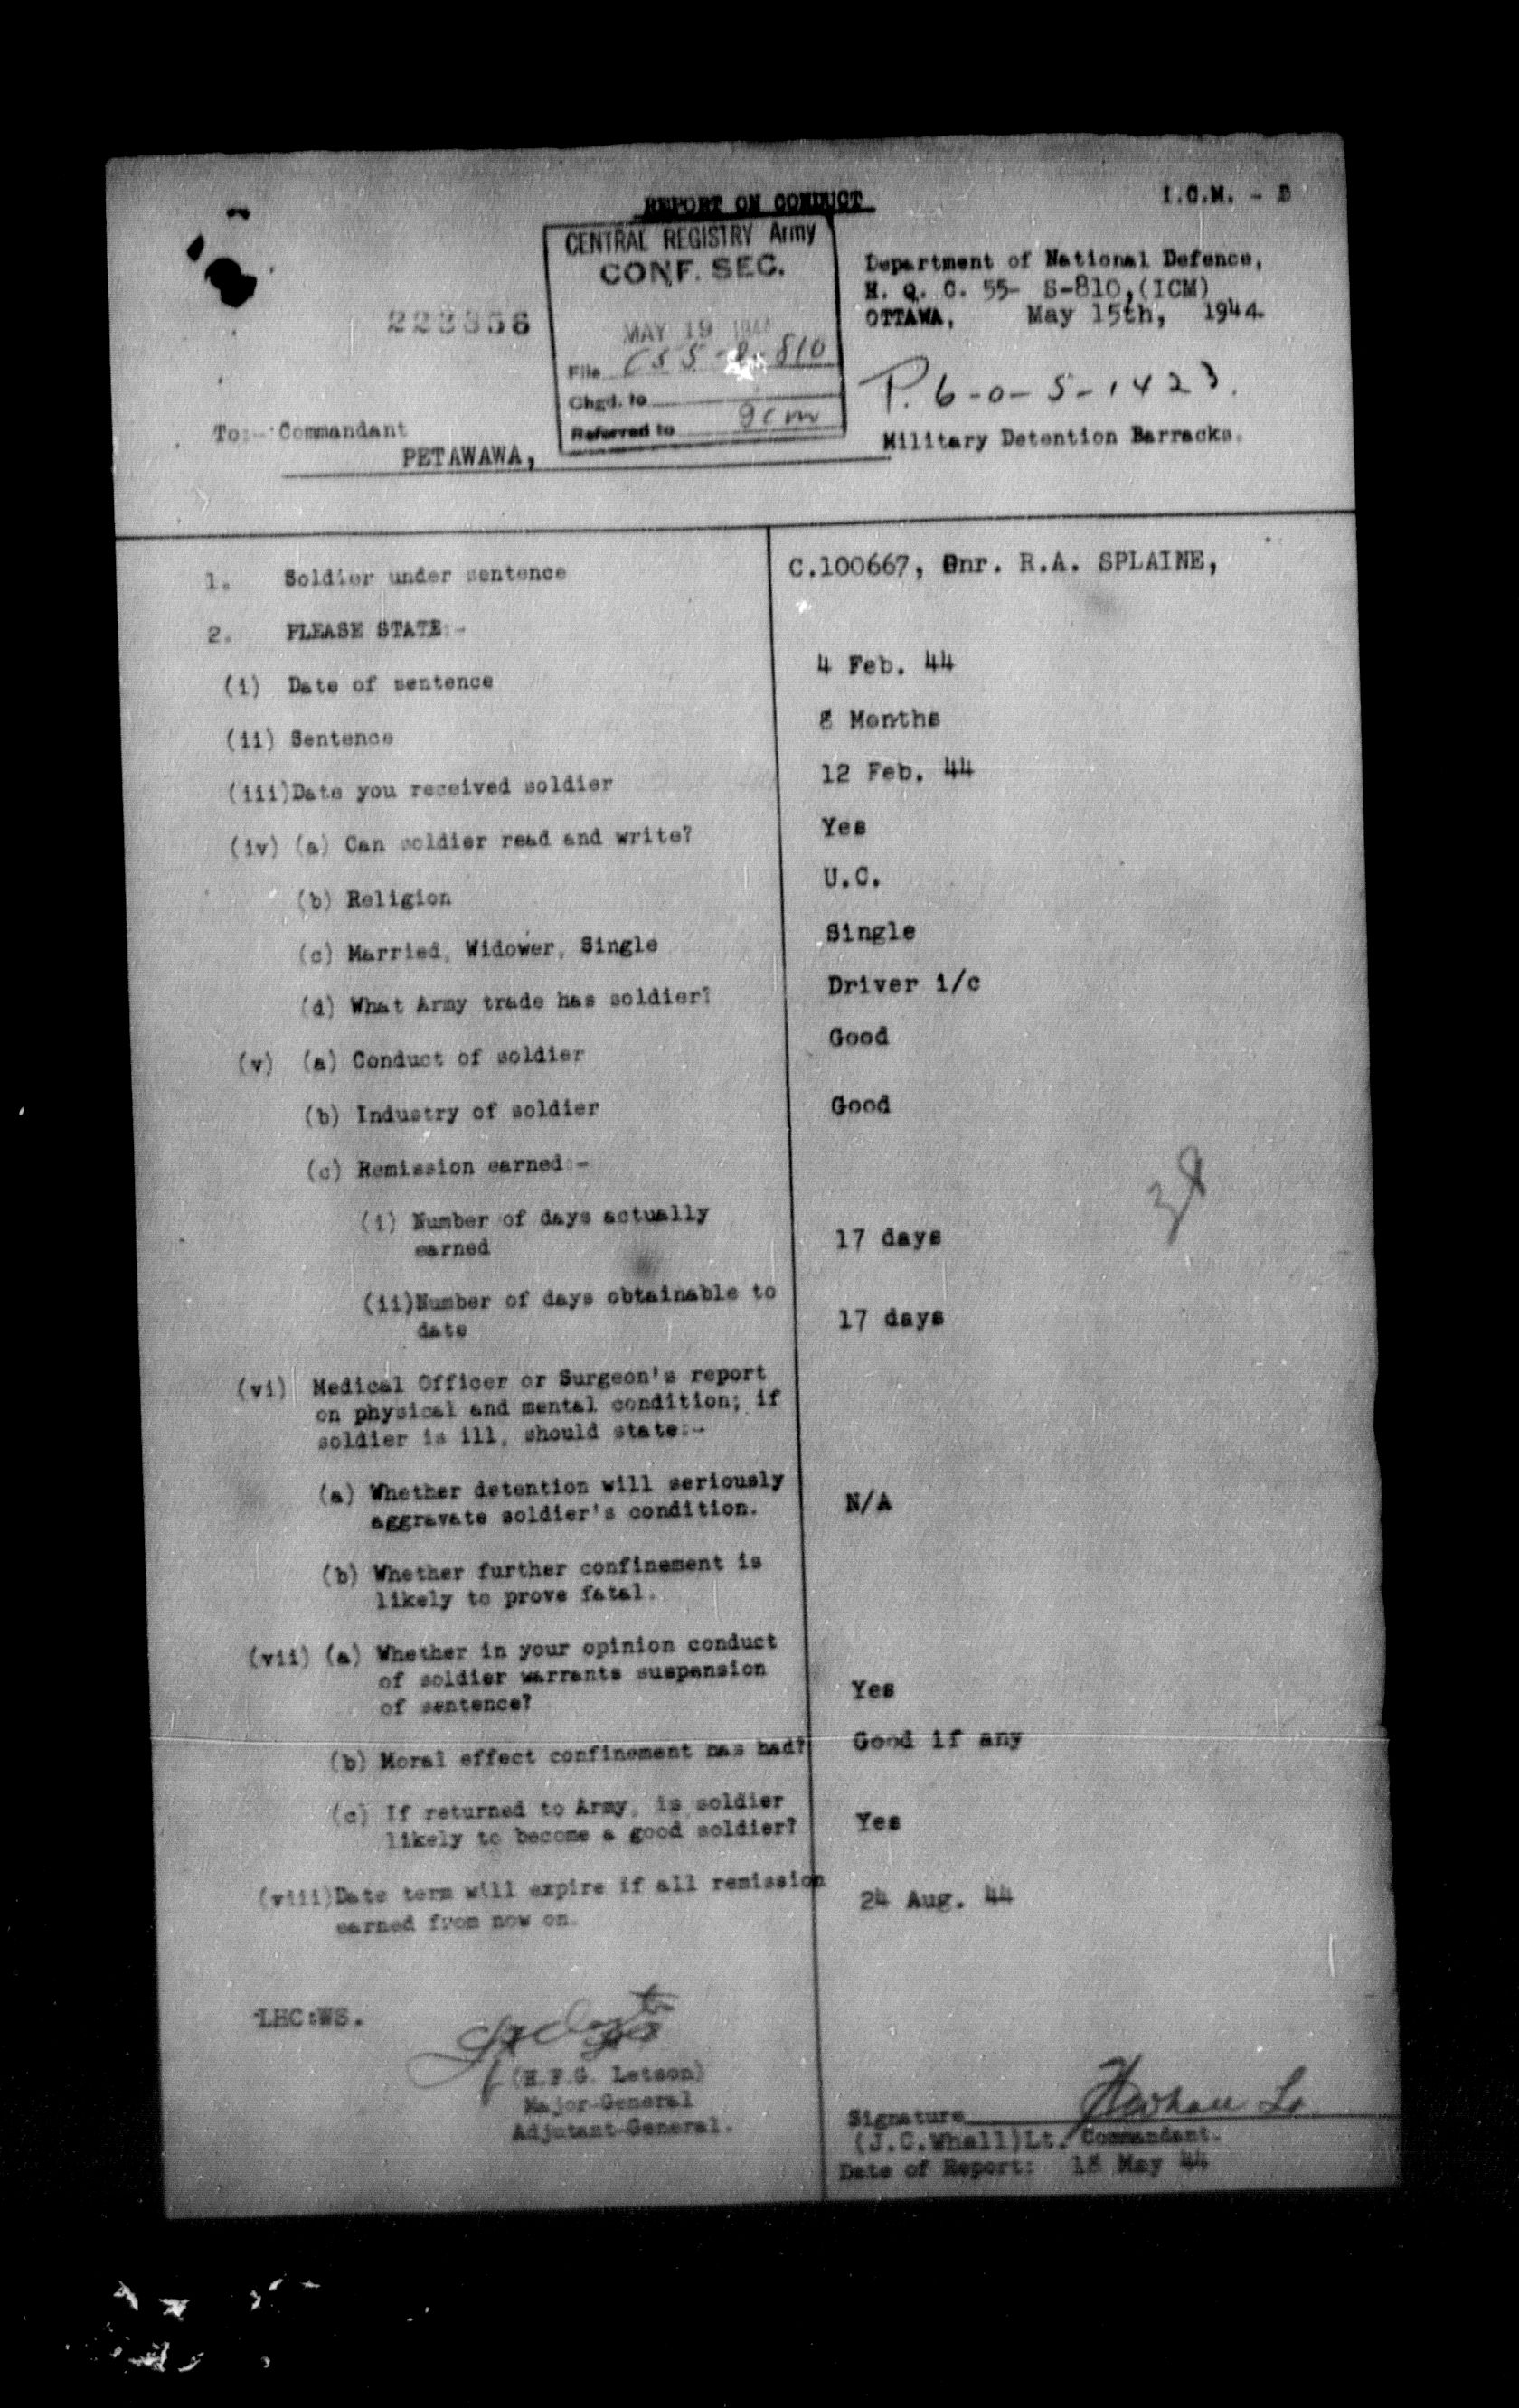 REPORT ON CONDUCT
I.C.M. - B
CENTRAL REGISTRY Army
CONF. SEC.
MAY 19 1944
File
Chgd. to
Referred to
Department of National Defence,
H. Q. C. 55- S-810,(ICM)
OTTAWA, May 15th, 1944
P. 6-0-5-1423.
To:- Commandant
PETAWAWA,
Military Detention Barracks.
1. Soldier under sentence
C.100667, Gnr. R.A. SPLAINE,
2. PLEASE STATE:-
(i) Date of sentence
4 Feb. 44
(ii) Sentence
8 Months
(iii)Date you received soldier
12 Feb. 44
(iv) (a) Can soldier read and write?
Yes
(b) Religion
U.C.
(c) Married, Widower, Single
Single
(d) What Army trade has soldier?
Driver i/c
(v) (a) Conduct of soldier
Good
(b) Industry of soldier
Good
(c) Remission earned:-
(i) Number of days actually
earned
17 days
(ii)Number of days obtainable to
date
17 days
(vi) Medical Officer or Surgeon's report
on physical and mental condition; if
soldier is ill, should state:-
(a) Whether detention will seriously
aggravate soldier's condition.
N/A
(b) Whether further confinement is
likely to prove fatal.
(vii) (a) Whether in your opinion conduct
of soldier warrants suspension
of sentence?
Yes
(b) Moral effect confinement has had?
Good if any
(c) If returned to Army, is soldier
likely to become a good soldier?
Yes
(viii)Date term will expire if all remission
earned from now on.
24 Aug. 44
LHC:WS.
(H.F.G. Letson)
Major-General
Adjutant-General.
Signature
(J.C.Whall)Lt. Commandant.
Date of Report: 18 May 44